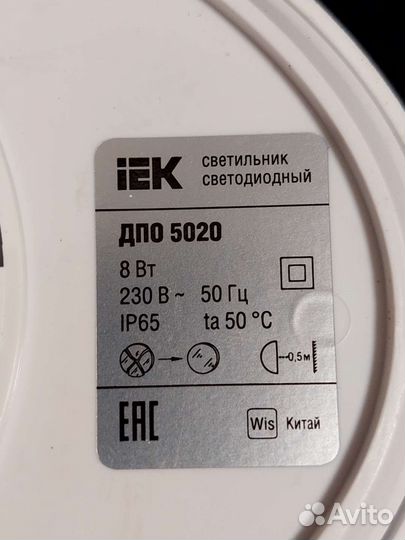 IEK
светильник
светодиодный
ДПО 5020
8 Вт
230 В ~ 50 Гц
IP65 ta 50 °C
0,5м
EAC
Wis Китай
Avito